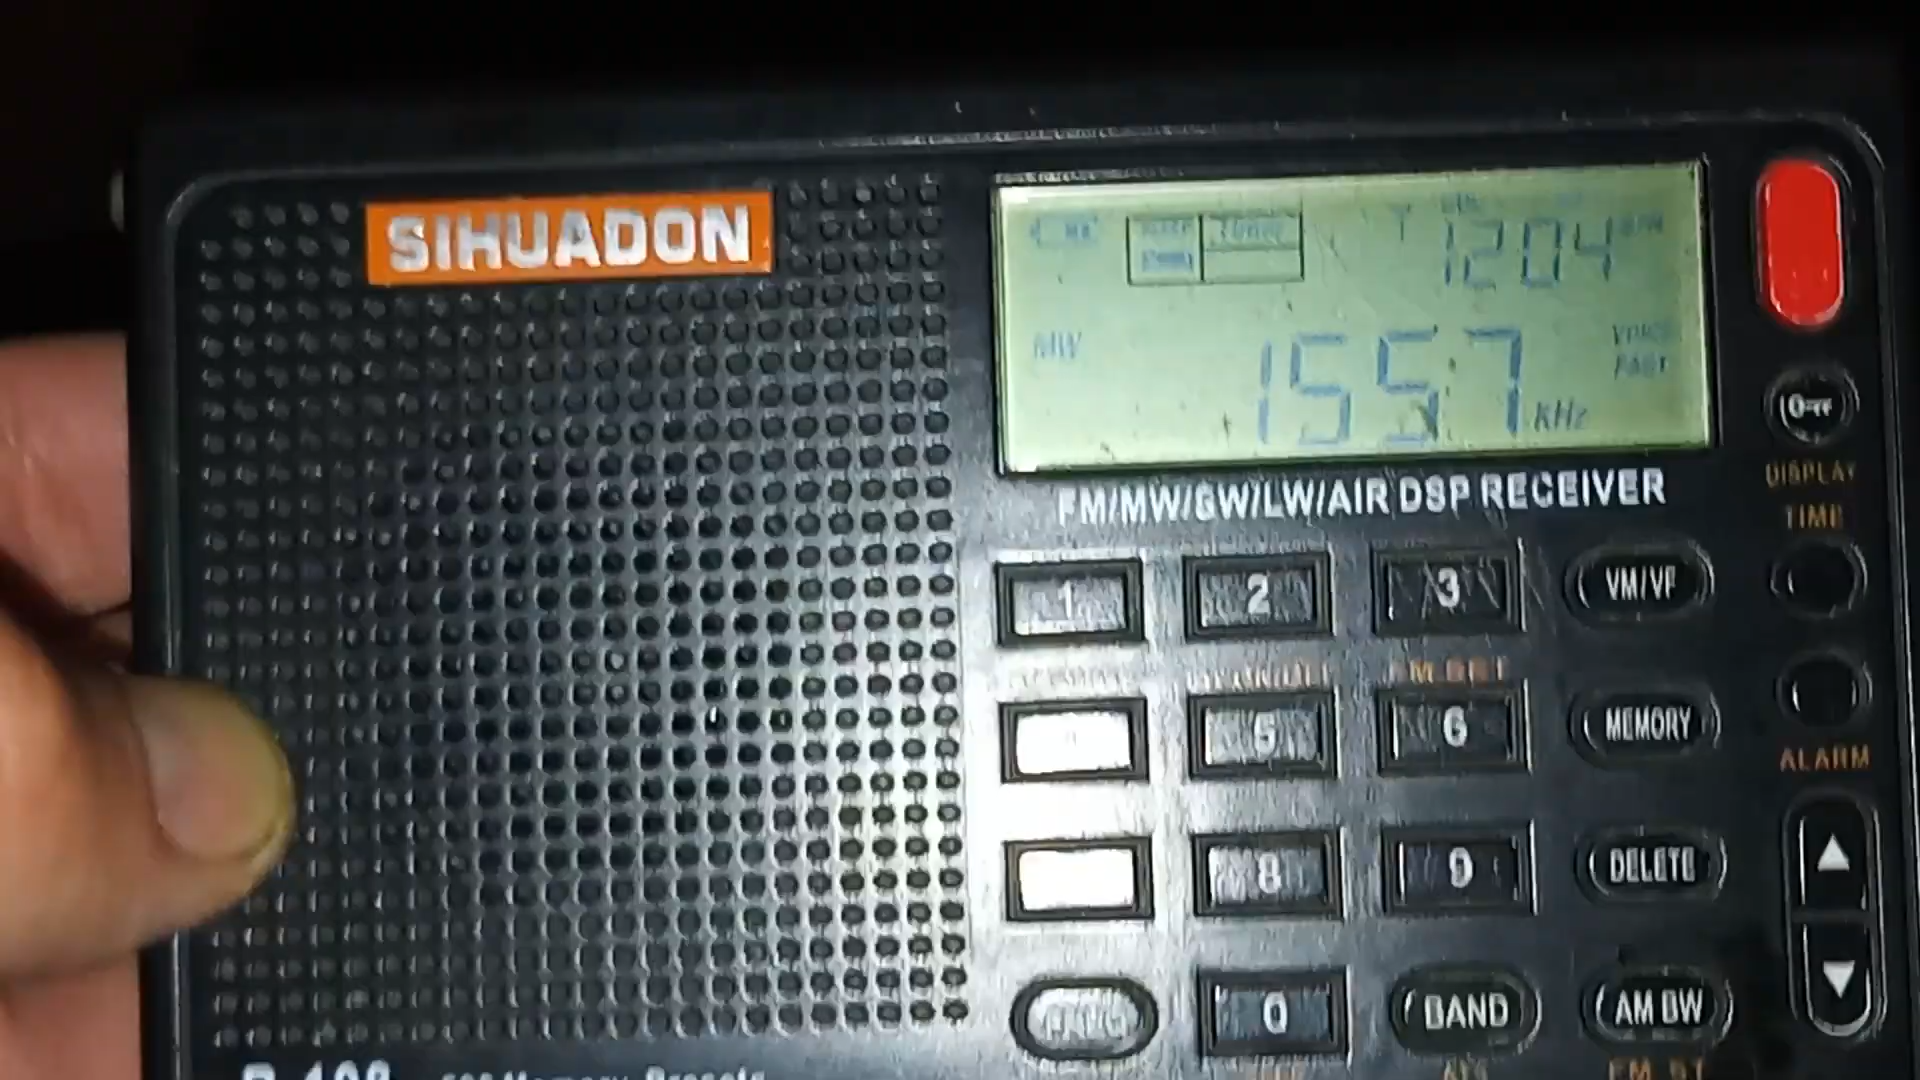 SIHUADON
1204
MW
1557 KHz
FM/MW/SW/LW/AIR DSP RECEIVER
DISPLAY
TIME
1
2
3
VM/VF
5
6
MEMORY
ALARM
8
9
DELETE
0
BAND
AM BW